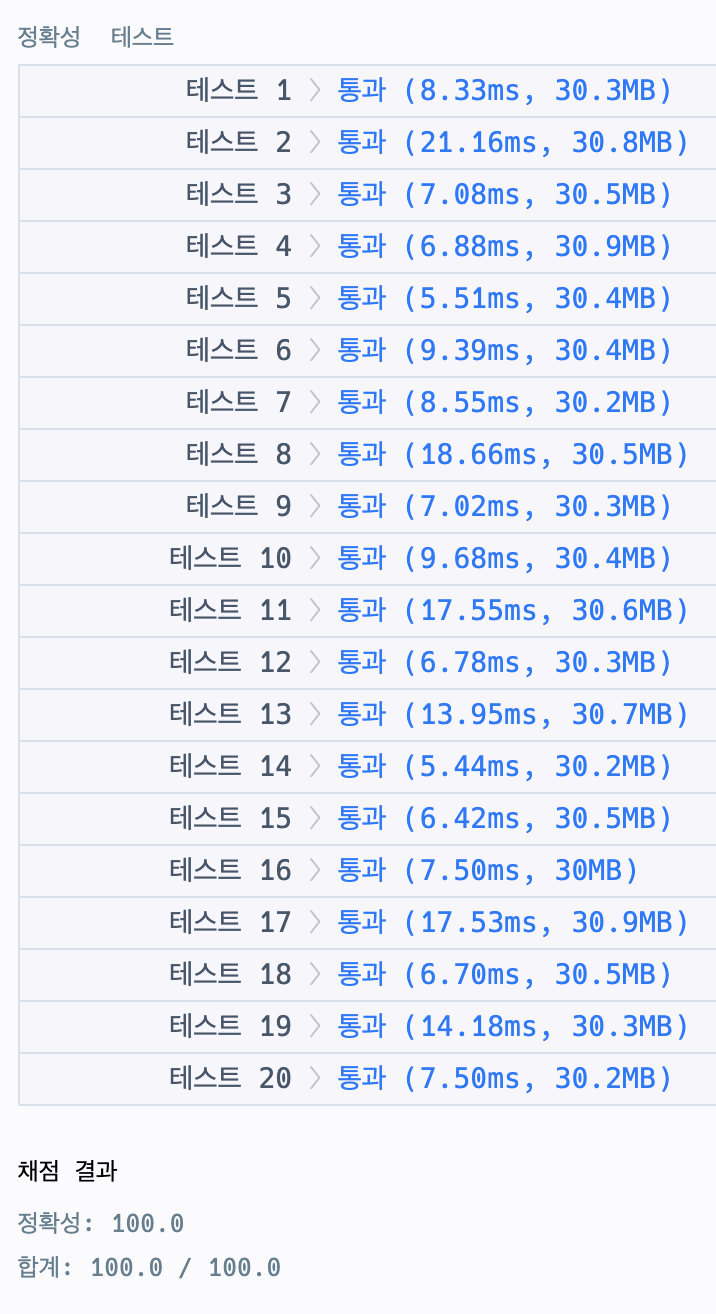 정확성 테스트
테스트 1 〉 통과 (8.33ms, 30.3MB)
테스트 2 〉 통과 (21.16ms, 30.8MB)
테스트 3 〉 통과 (7.08ms, 30.5MB)
테스트 4 〉 통과 (6.88ms, 30.9MB)
테스트 5 〉 통과 (5.51ms, 30.4MB)
테스트 6 〉 통과 (9.39ms, 30.4MB)
테스트 7 〉 통과 (8.55ms, 30.2MB)
테스트 8 〉 통과 (18.66ms, 30.5MB)
테스트 9 〉 통과 (7.02ms, 30.3MB)
테스트 10 〉 통과 (9.68ms, 30.4MB)
테스트 11 〉 통과 (17.55ms, 30.6MB)
테스트 12 〉 통과 (6.78ms, 30.3MB)
테스트 13 〉 통과 (13.95ms, 30.7MB)
테스트 14 〉 통과 (5.44ms, 30.2MB)
테스트 15 〉 통과 (6.42ms, 30.5MB)
테스트 16 〉 통과 (7.50ms, 30MB)
테스트 17 〉 통과 (17.53ms, 30.9MB)
테스트 18 〉 통과 (6.70ms, 30.5MB)
테스트 19 〉 통과 (14.18ms, 30.3MB)
테스트 20 〉 통과 (7.50ms, 30.2MB)
채점 결과
정확성: 100.0
합계: 100.0 / 100.0